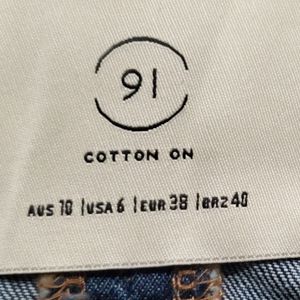 91
COTTON ON
AUS 10 | USA 6 | EUR 38 | BRZ 40